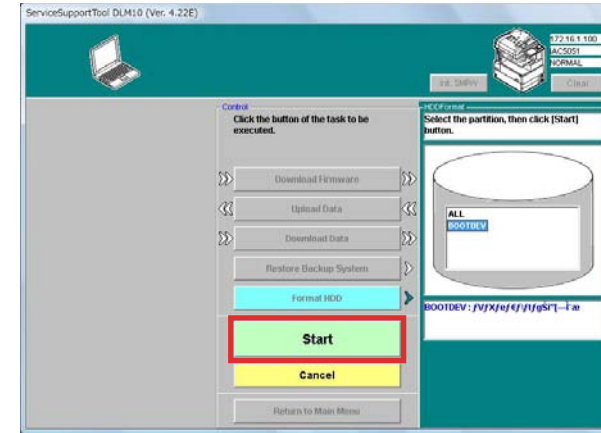 ServiceSupportTool DLM10 (Ver. 4.22E)
172.16.1.100
iAC5051
NORMAL
Init. SMPW
Clear
Control
Click the button of the task to be
executed.
Download Firmware
Upload Data
Download Data
Restore Backup System
Format HDD
Start
Cancel
Return to Main Menu
HDDFormat
Select the partition, then click [Start]
button.
ALL
BOOTDEV